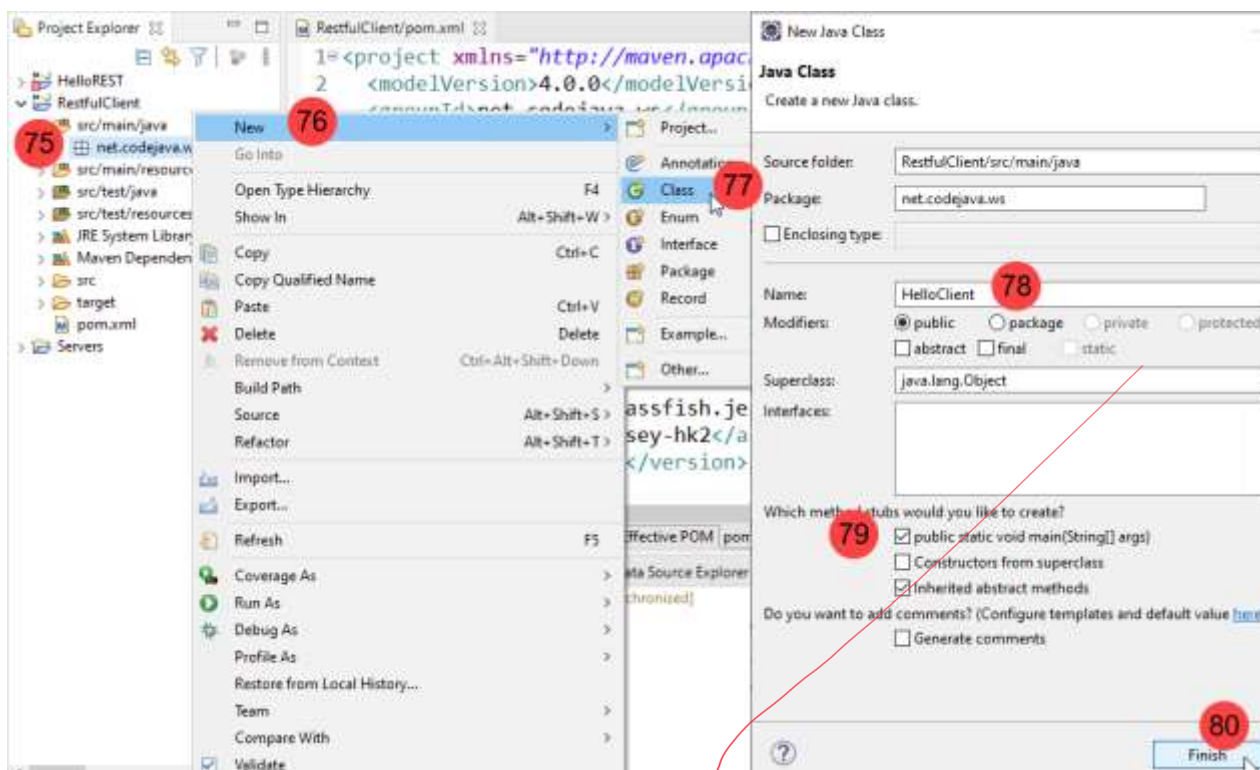 Project Explorer
HelloREST
RestfulClient
src/main/java
75
net.codejava.w
src/main/resourc
src/test/java
src/test/resources
JRE System Librar
Maven Dependen
src
target
pom.xml
Servers
RestfulClient/pom.xml
1 <project xmlns="http://maven.apac
2 <modelVersion>4.0.0</modelVersi
New 76
Go Into
Open Type Hierarchy F4
Show In Alt+Shift+W >
Copy Ctrl+C
Copy Qualified Name
Paste Ctrl+V
Delete Delete
Remove from Context Ctrl+Alt+Shift+Down
Build Path >
Source Alt+Shift+S >
Refactor Alt+Shift+T >
Import...
Export...
Refresh F5
Coverage As >
Run As >
Debug As >
Profile As >
Restore from Local History...
Team >
Compare With >
Validate
Project...
Annotation
Class 77
Enum
Interface
Package
Record
Example...
Other...
assfish.je
sey-hk2</a
</version>
ffective POM pom
ata Source Explorer
chronized]
New Java Class
Java Class
Create a new Java class.
Source folder: RestfulClient/src/main/java
Package: net.codejava.ws
Enclosing type:
Name: HelloClient 78
Modifiers: public package private protected
abstract final static
Superclass: java.lang.Object
Interfaces:
Which method stubs would you like to create?
79 public static void main(String[] args)
Constructors from superclass
Inherited abstract methods
Do you want to add comments? (Configure templates and default value here
Generate comments
80
Finish